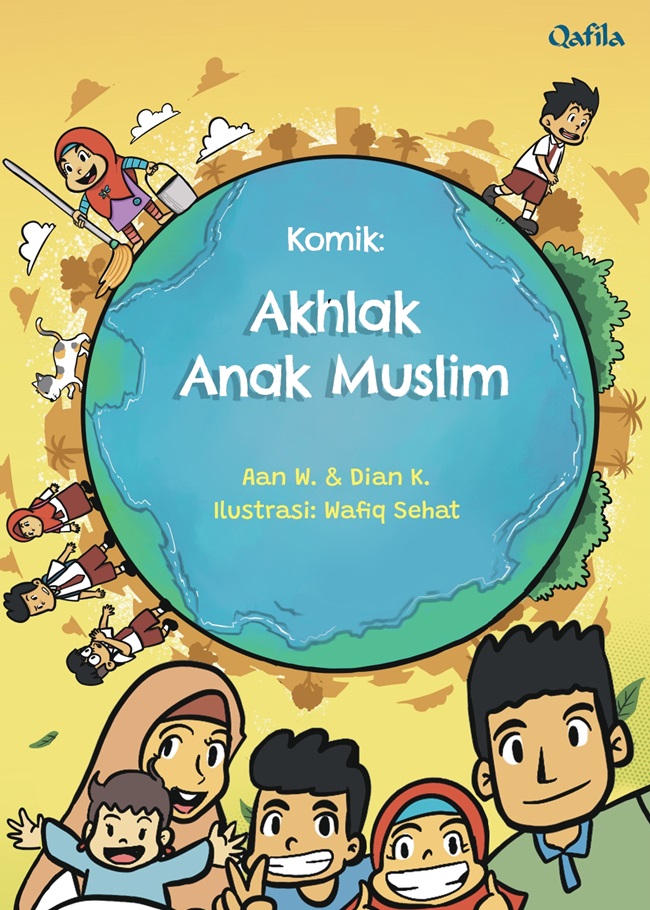 Qafila
Komik:
Akhlak
Anak Muslim
Aan W. & Dian K.
Ilustrasi: Wafiq Sehat